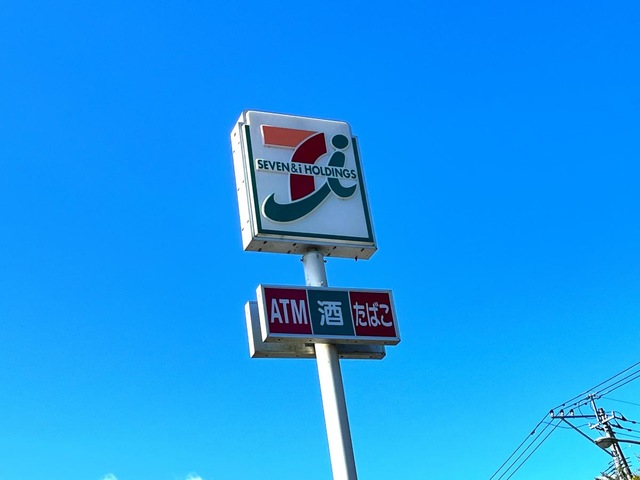 SEVEN&i HOLDINGS
ATM 酒 たばこ